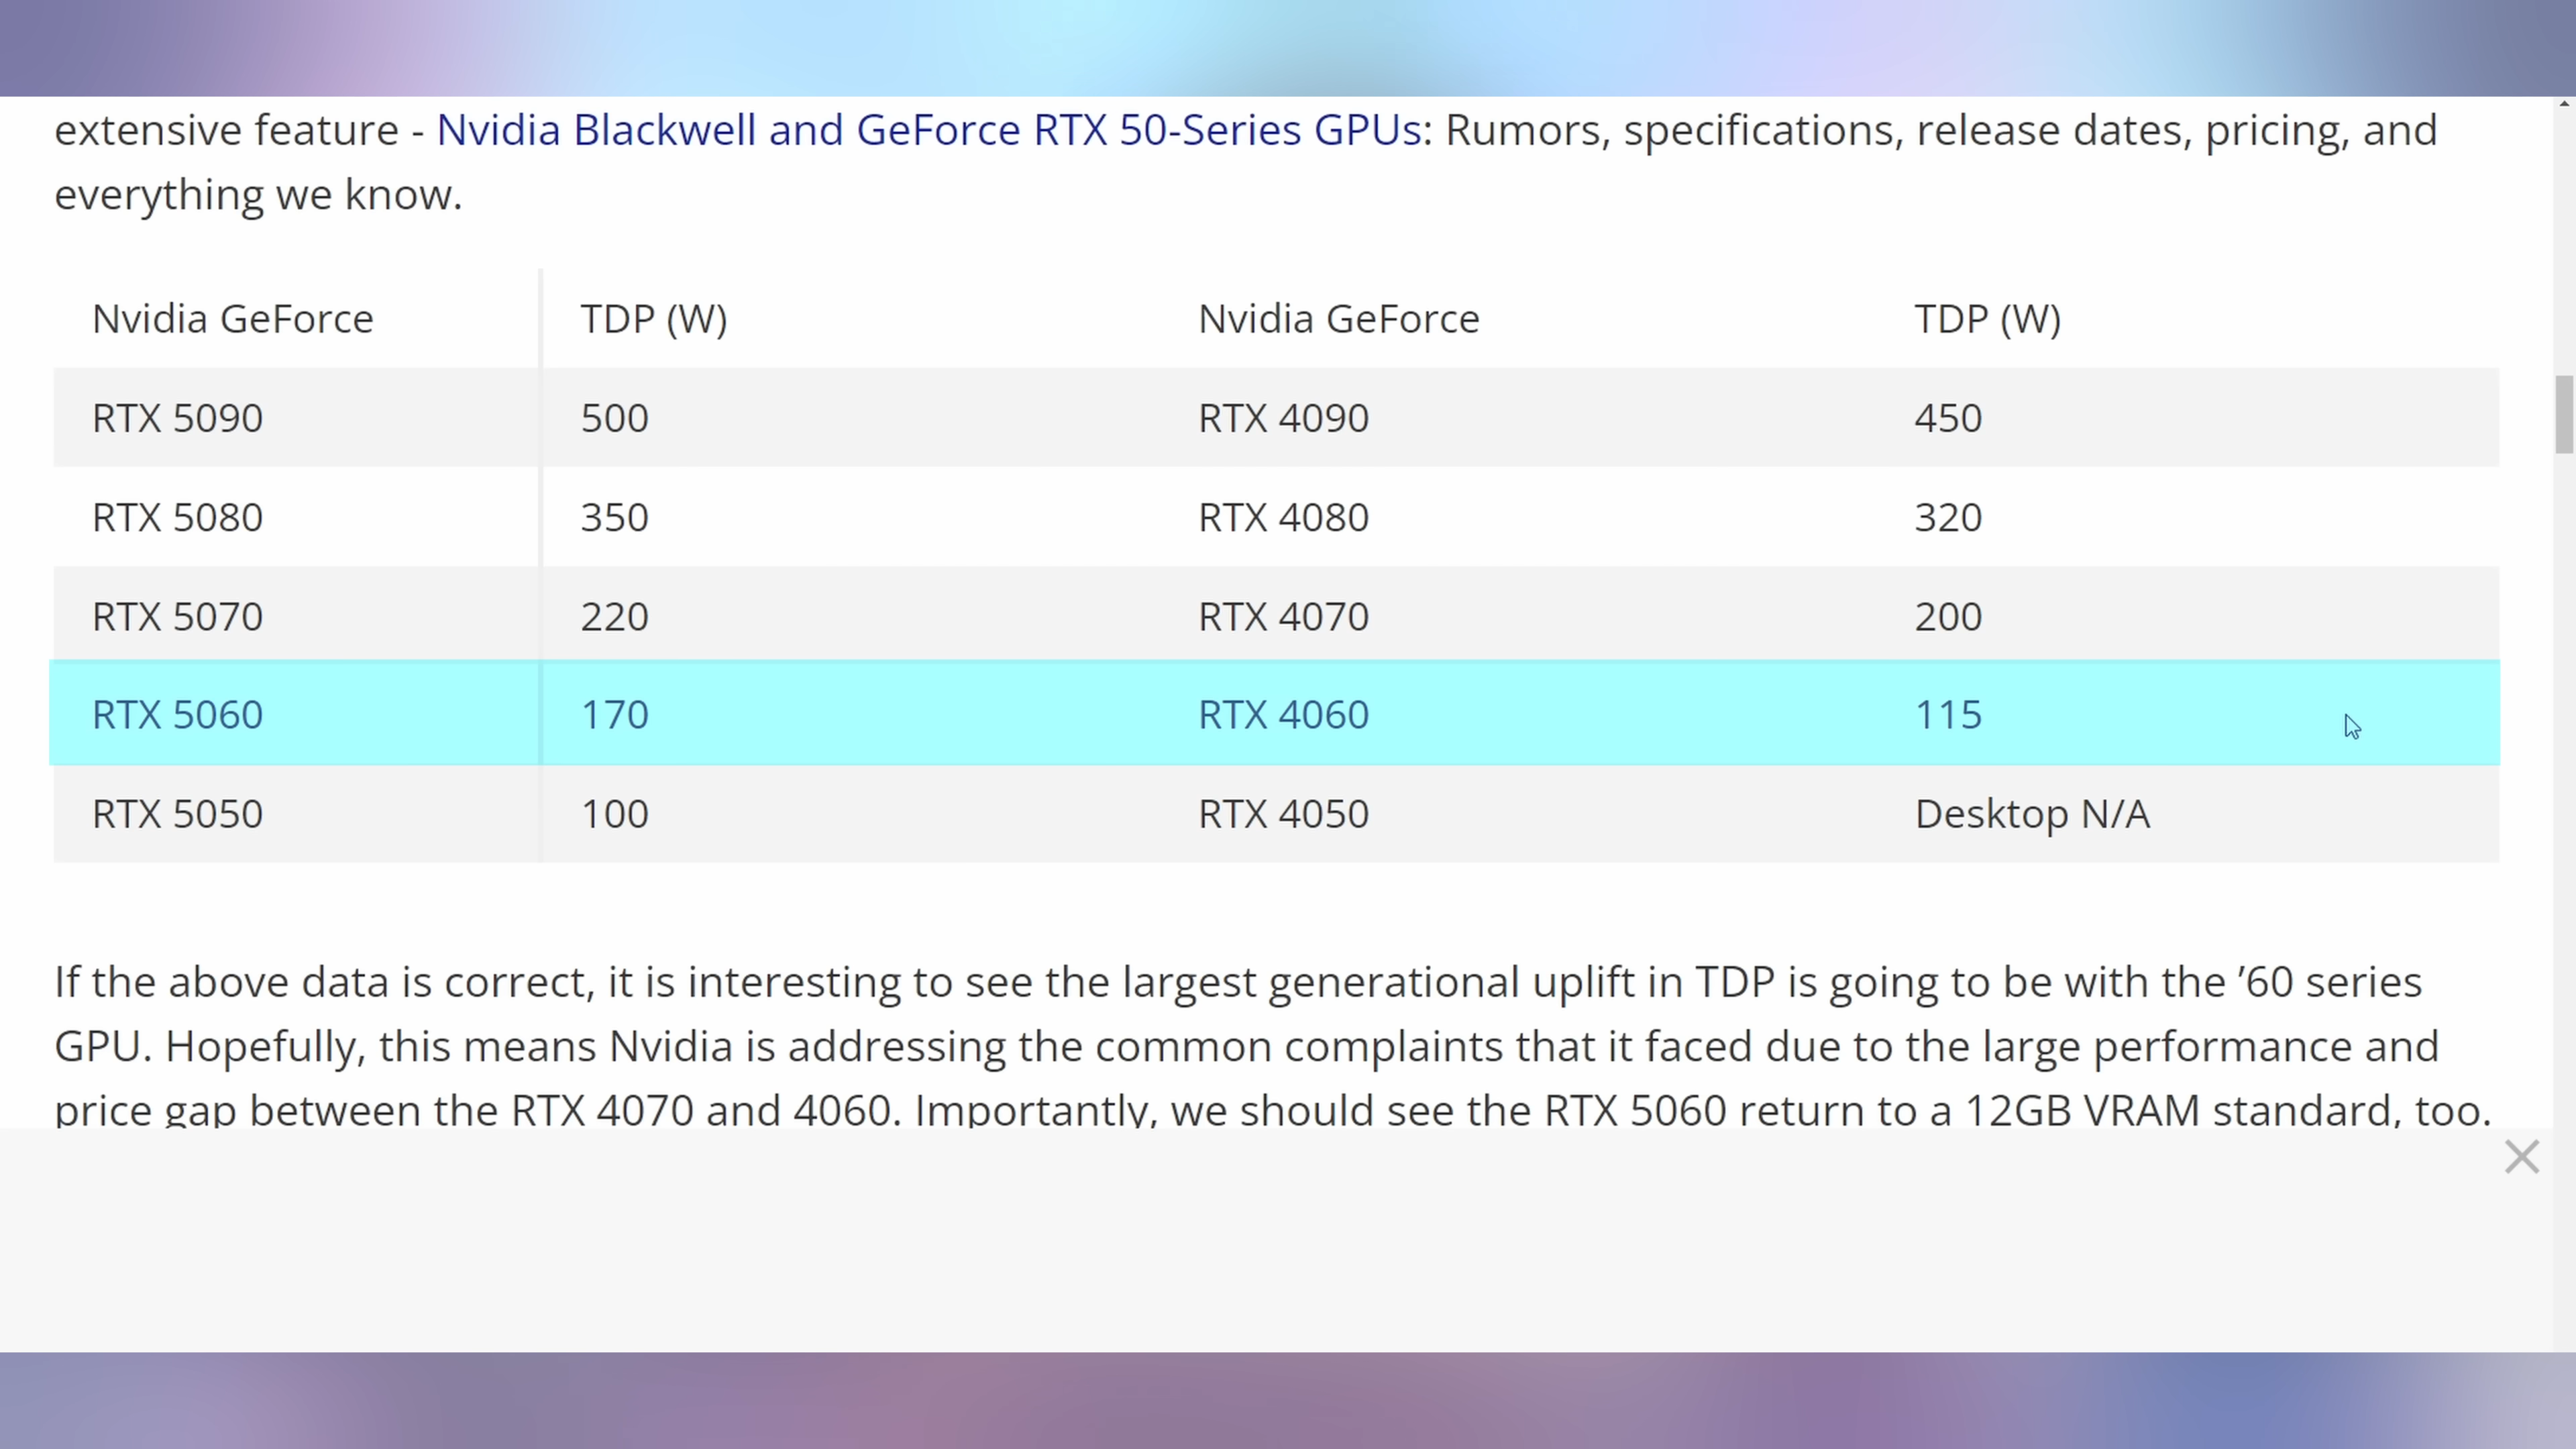 extensive feature - Nvidia Blackwell and GeForce RTX 50-Series GPUs: Rumors, specifications, release dates, pricing, and
everything we know.
Nvidia GeForce TDP (W) Nvidia GeForce TDP (W)
RTX 5090 500 RTX 4090 450
RTX 5080 350 RTX 4080 320
RTX 5070 220 RTX 4070 200
RTX 5060 170 RTX 4060 115
RTX 5050 100 RTX 4050 Desktop N/A
If the above data is correct, it is interesting to see the largest generational uplift in TDP is going to be with the ’60 series
GPU. Hopefully, this means Nvidia is addressing the common complaints that it faced due to the large performance and
price gap between the RTX 4070 and 4060. Importantly, we should see the RTX 5060 return to a 12GB VRAM standard, too.